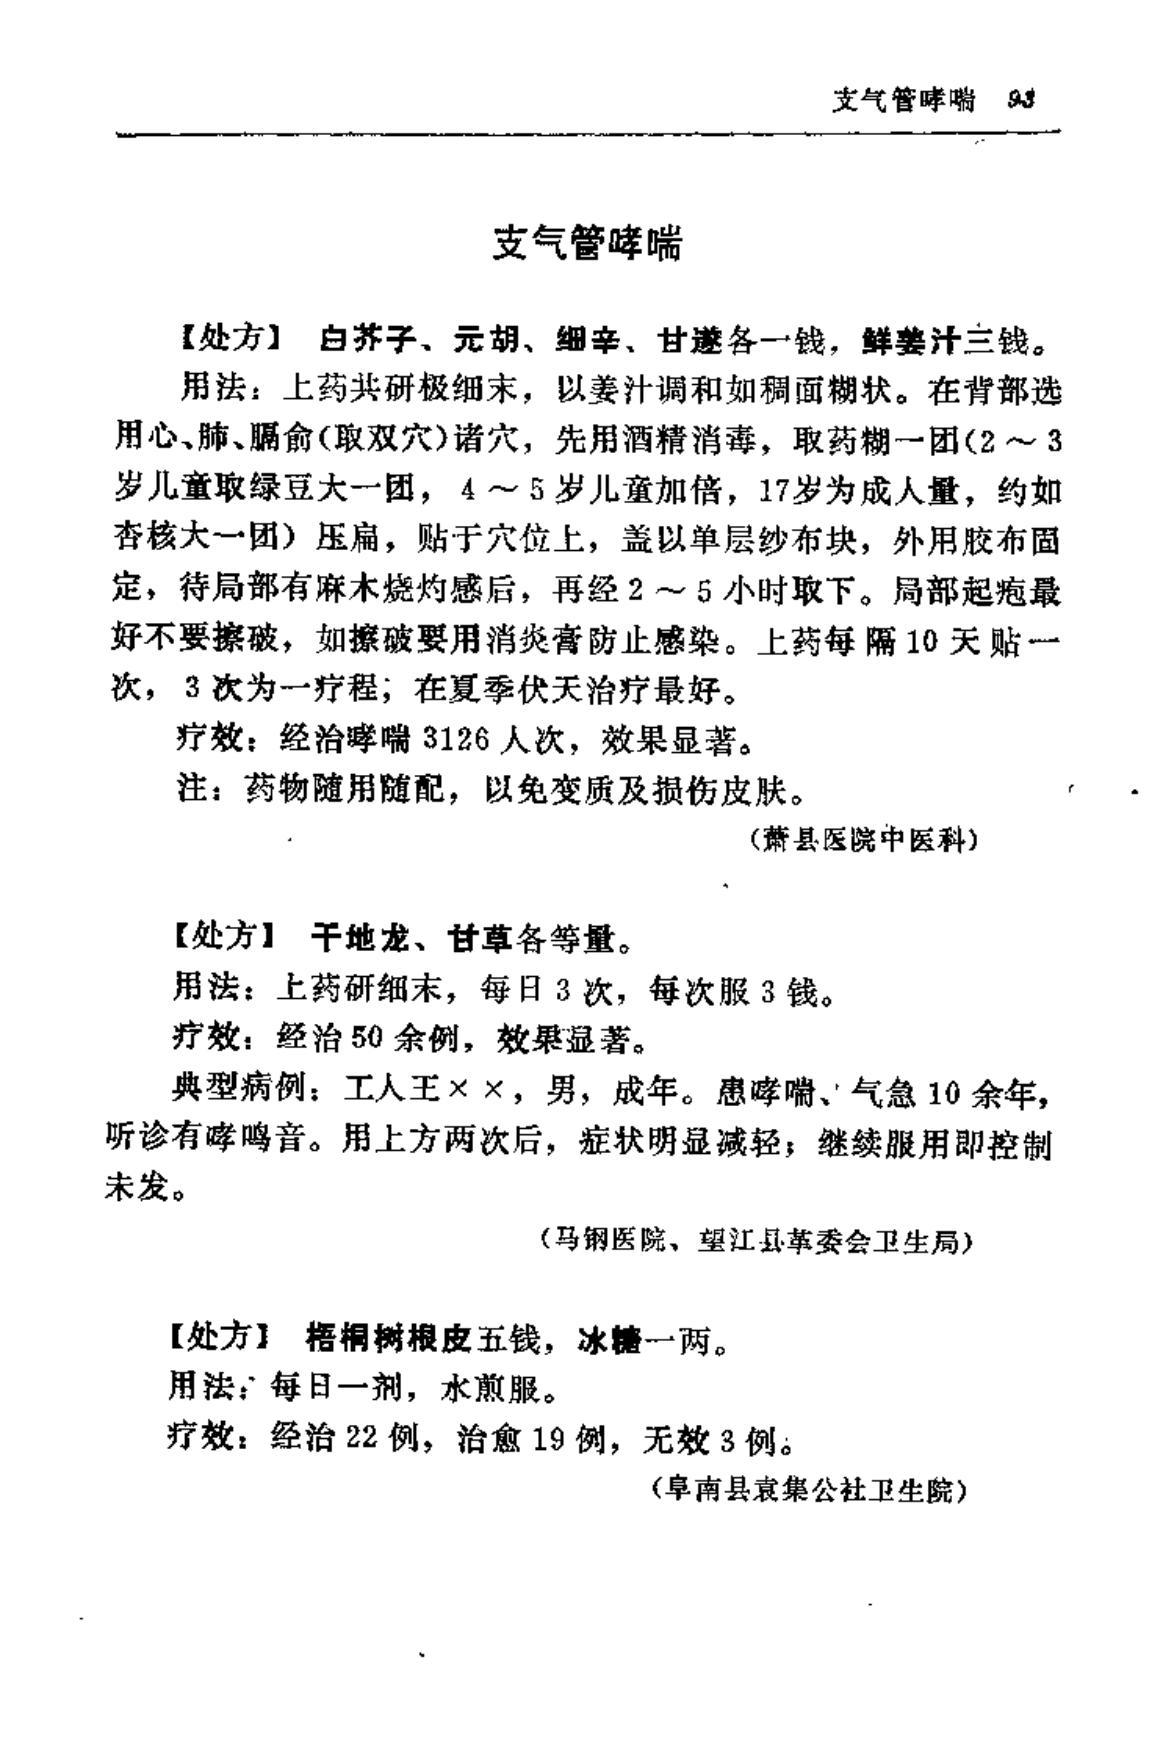 支气管哮喘 93
支气管哮喘
【处方】 白芥子、元胡、细辛、甘遂各一钱，鲜姜汁三钱。
用法：上药共研极细末，以姜汁调和如稠面糊状。在背部选
用心、肺、膈俞(取双穴)诸穴，先用酒精消毒，取药糊一团(2～3
岁儿童取绿豆大一团，4～5岁儿童加倍，17岁为成人量，约如
杏核大一团)压扁，贴于穴位上，盖以单层纱布块，外用胶布固
定，待局部有麻木烧灼感后，再经2～5小时取下。局部起疱最
好不要擦破，如擦破要用消炎膏防止感染。上药每隔10天贴一
次，3次为一疗程；在夏季伏天治疗最好。
疗效：经治哮喘3126人次，效果显著。
注：药物随用随配，以免变质及损伤皮肤。
(萧县医院中医科)
【处方】 干地龙、甘草各等量。
用法：上药研细末，每日3次，每次服3钱。
疗效：经治50余例，效果显著。
典型病例：工人王××，男，成年。患哮喘、气急10余年，
听诊有哮鸣音。用上方两次后，症状明显减轻；继续服用即控制
未发。
(马钢医院、望江县革委会卫生局)
【处方】 梧桐树根皮五钱，冰糖一两。
用法：每日一剂，水煎服。
疗效：经治22例，治愈19例，无效3例。
(阜南县袁集公社卫生院)